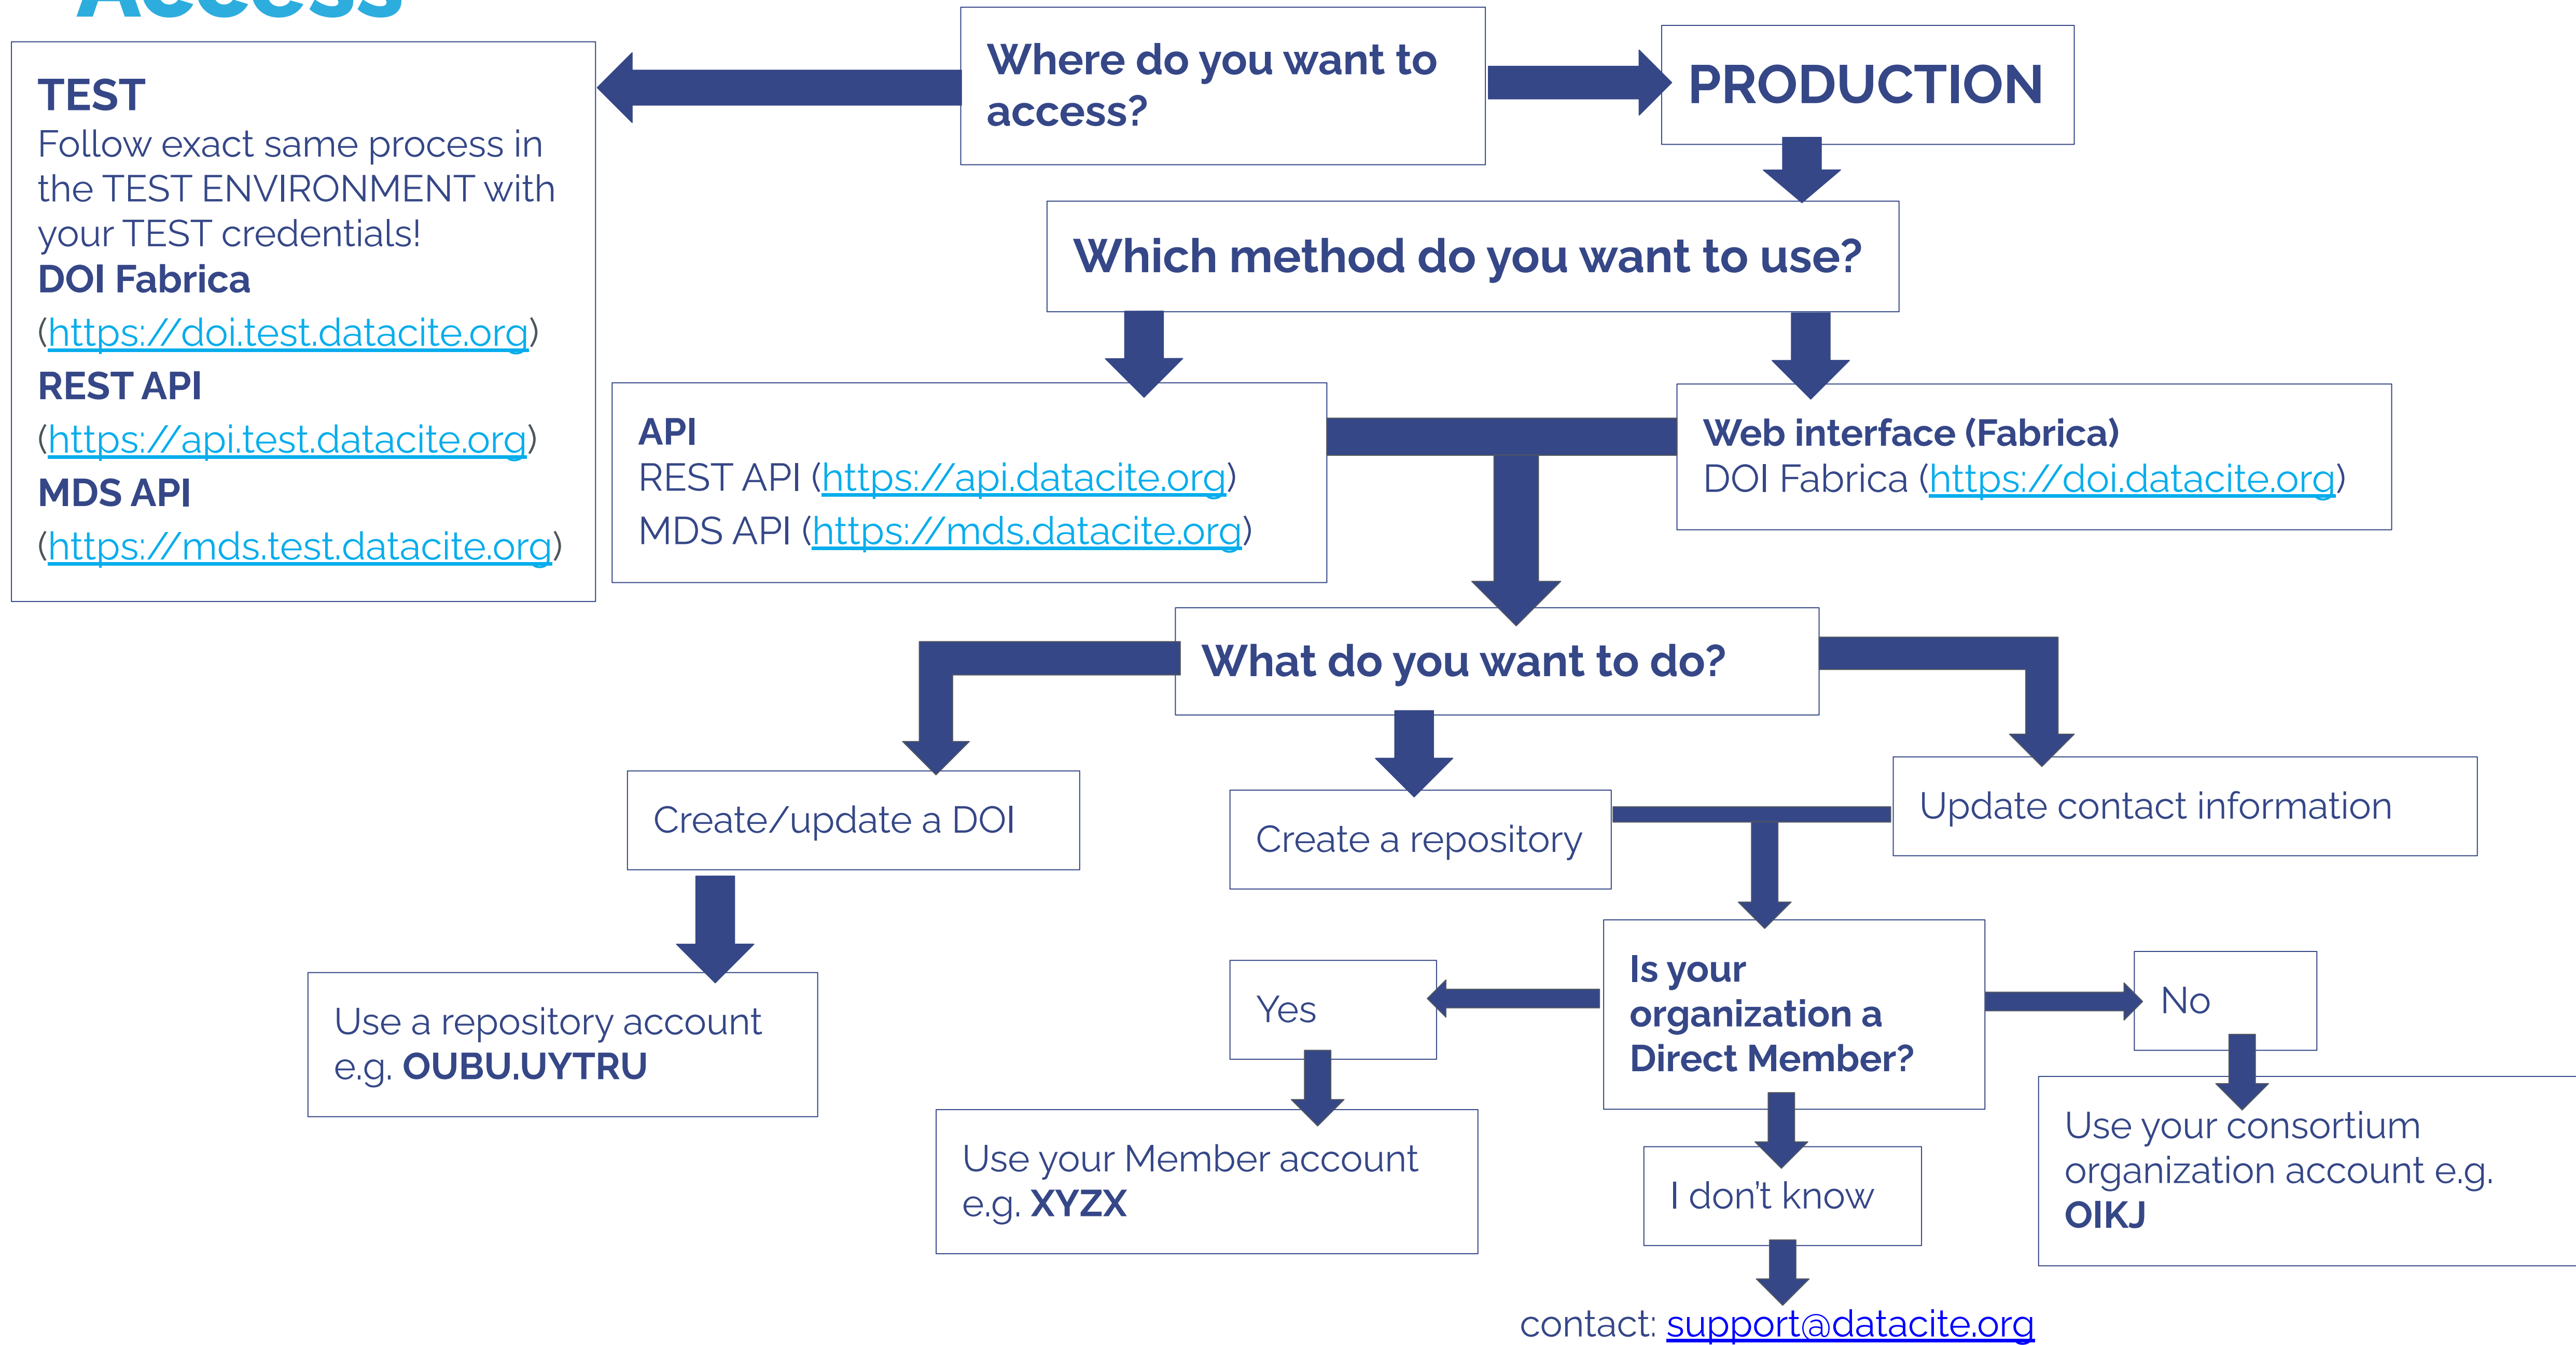 Access
TEST
Follow exact same process in
the TEST ENVIRONMENT with
your TEST credentials!
DOI Fabrica
(https://doi.test.datacite.org)
REST API
(https://api.test.datacite.org)
MDS API
(https://mds.test.datacite.org)
Where do you want to
access?
PRODUCTION
Which method do you want to use?
API
REST API (https://api.datacite.org)
MDS API (https://mds.datacite.org)
Web interface (Fabrica)
DOI Fabrica (https://doi.datacite.org)
What do you want to do?
Create/update a DOI
Create a repository
Update contact information
Use a repository account
e.g. OUBU.UYTRU
Is your
organization a
Direct Member?
Yes
No
Use your Member account
e.g. XYZX
I don't know
Use your consortium
organization account e.g.
OIKJ
contact: support@datacite.org